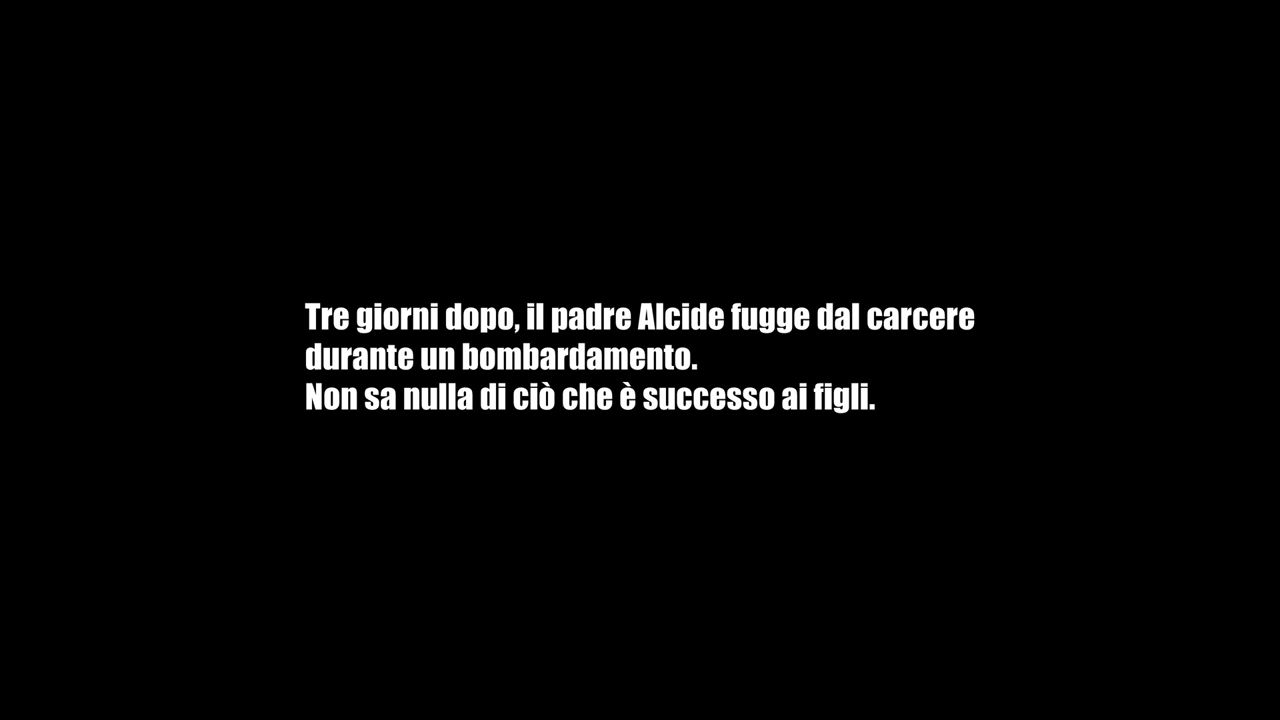 Tre giorni dopo, il padre Alcide fugge dal carcere
durante un bombardamento.
Non sa nulla di ciò che è successo ai figli.